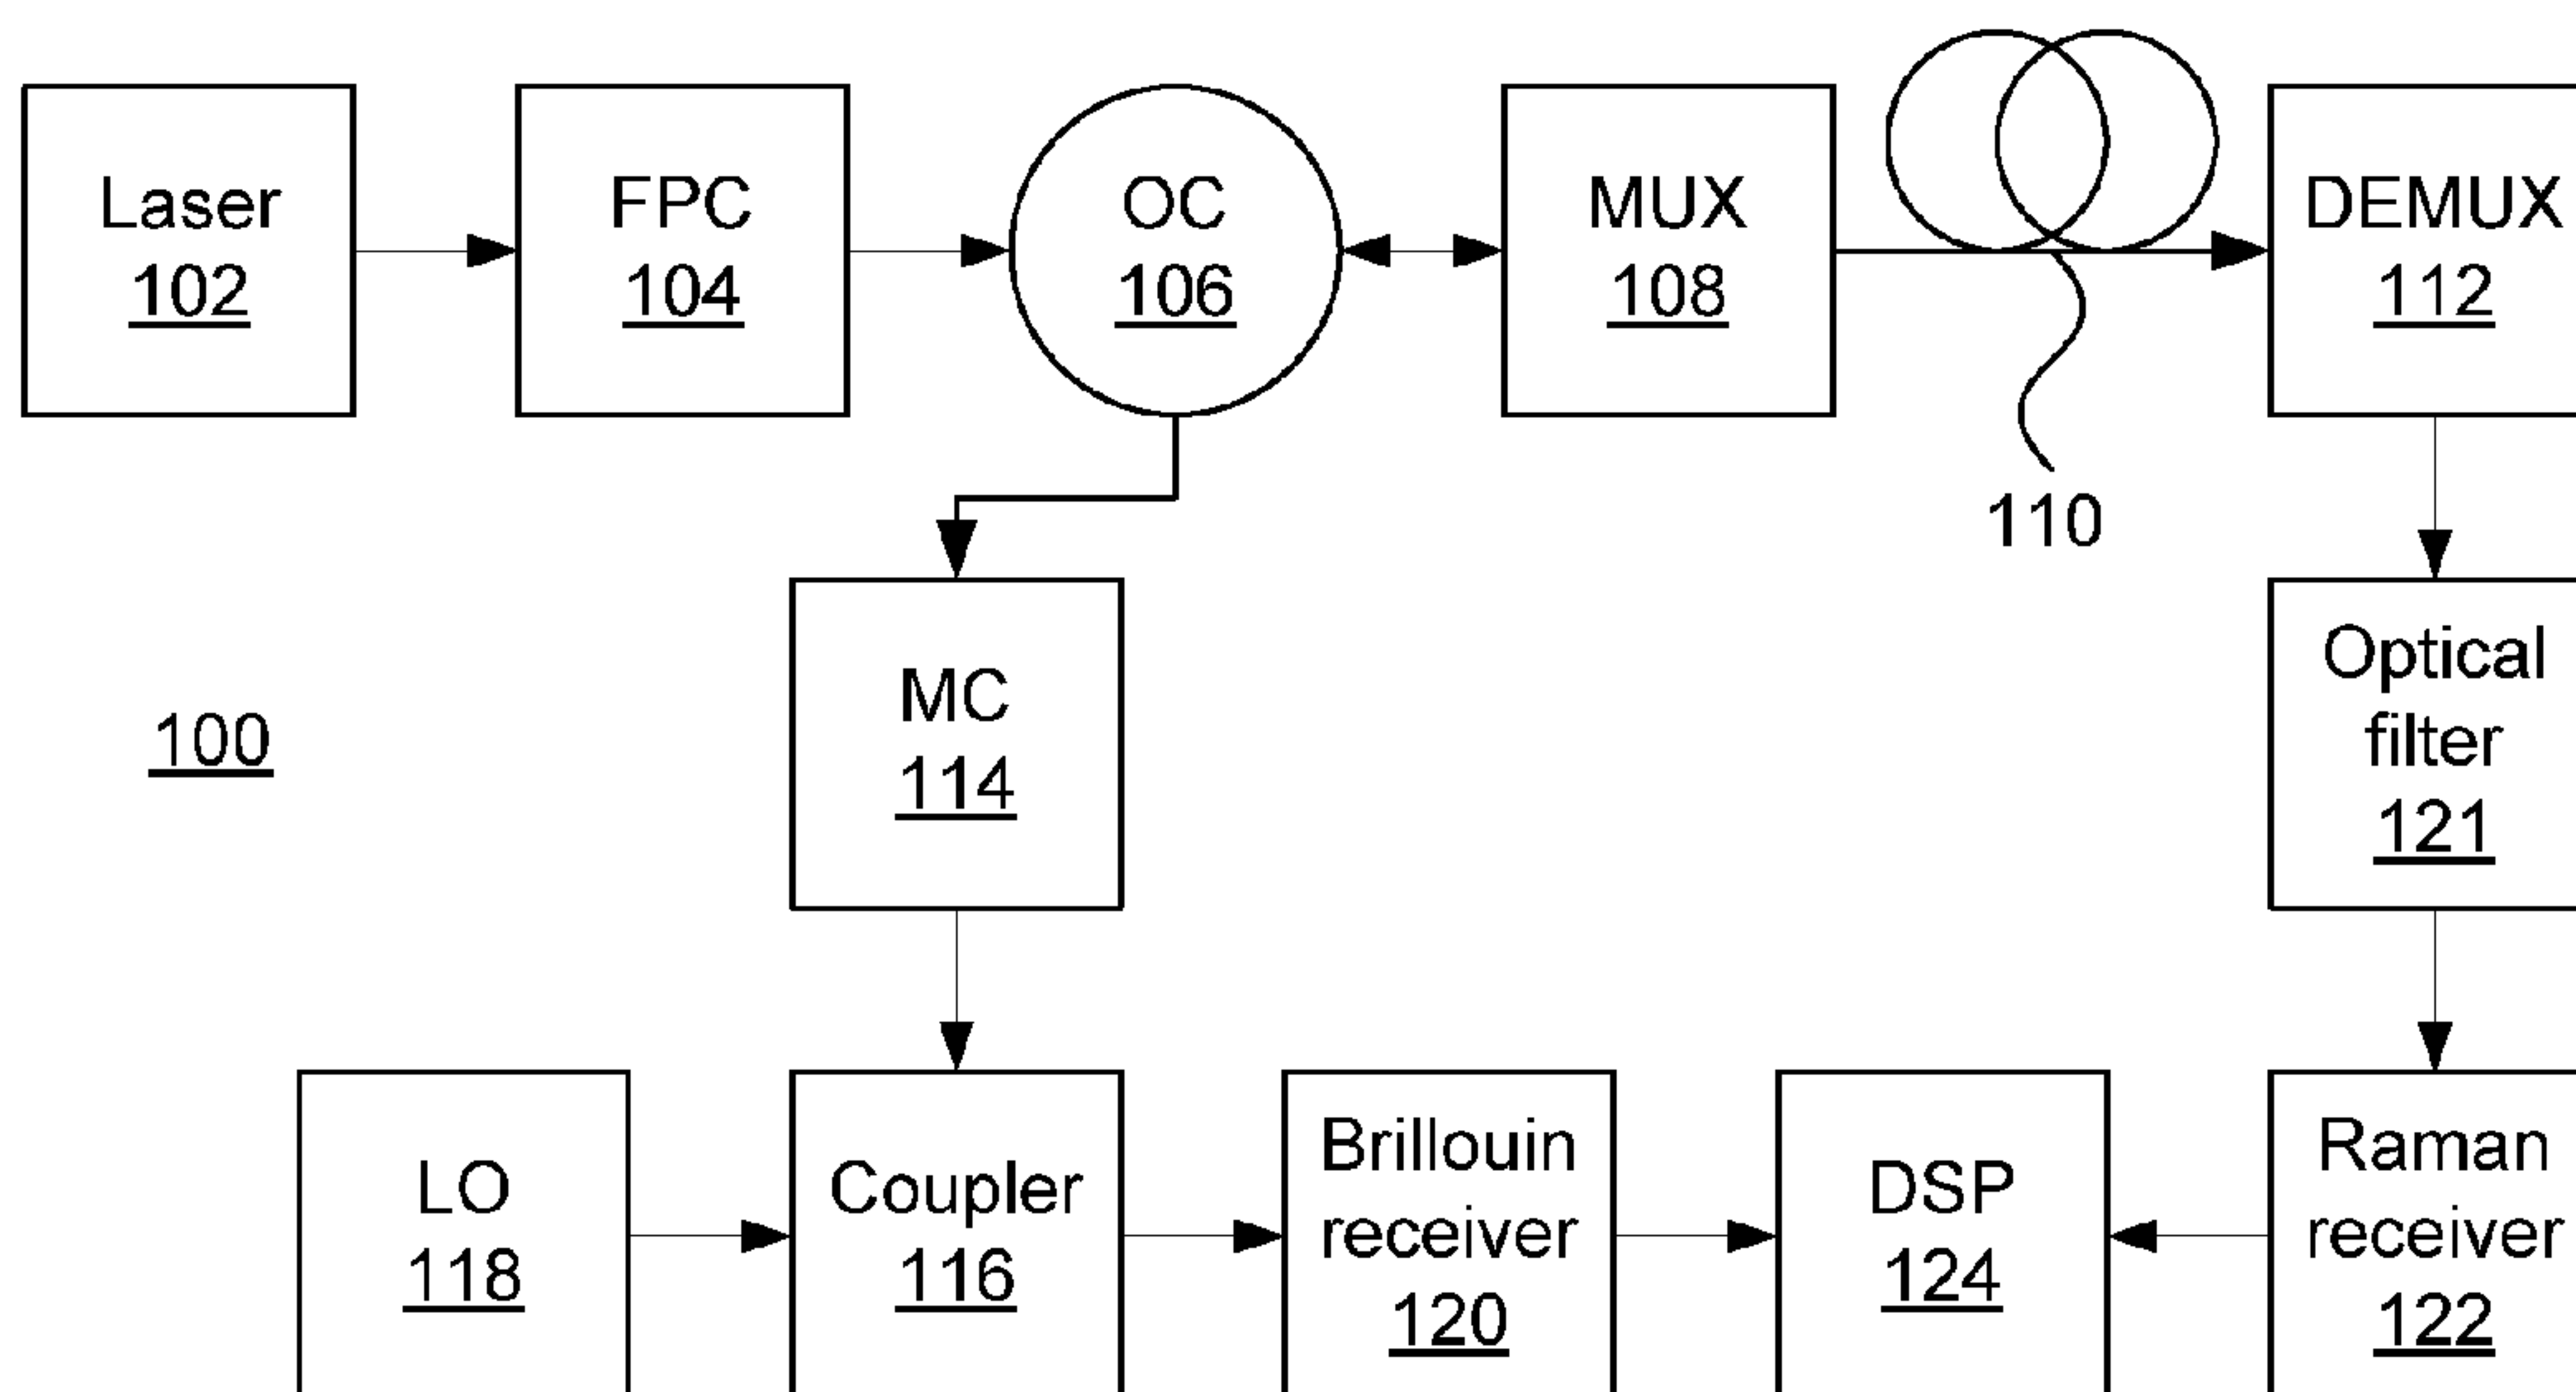 Laser
102
FPC
104
OC
106
MUX
108
DEMUX
112
110
MC
114
Optical
filter
121
100
LO
118
Coupler
116
Brillouin
receiver
120
DSP
124
Raman
receiver
122